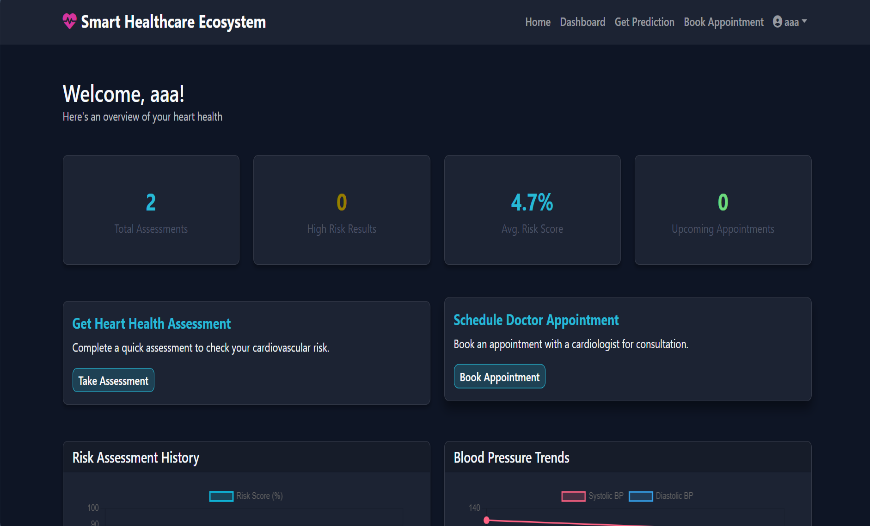 Smart Healthcare Ecosystem
Home Dashboard Get Prediction Book Appointment aaa
Welcome, aaa!
Here's an overview of your heart health
2
Total Assessments
0
High Risk Results
4.7%
Avg. Risk Score
0
Upcoming Appointments
Get Heart Health Assessment
Complete a quick assessment to check your cardiovascular risk.
Take Assessment
Schedule Doctor Appointment
Book an appointment with a cardiologist for consultation.
Book Appointment
Risk Assessment History
Risk Score (%)
100
90
Blood Pressure Trends
Systolic BP Diastolic BP
140